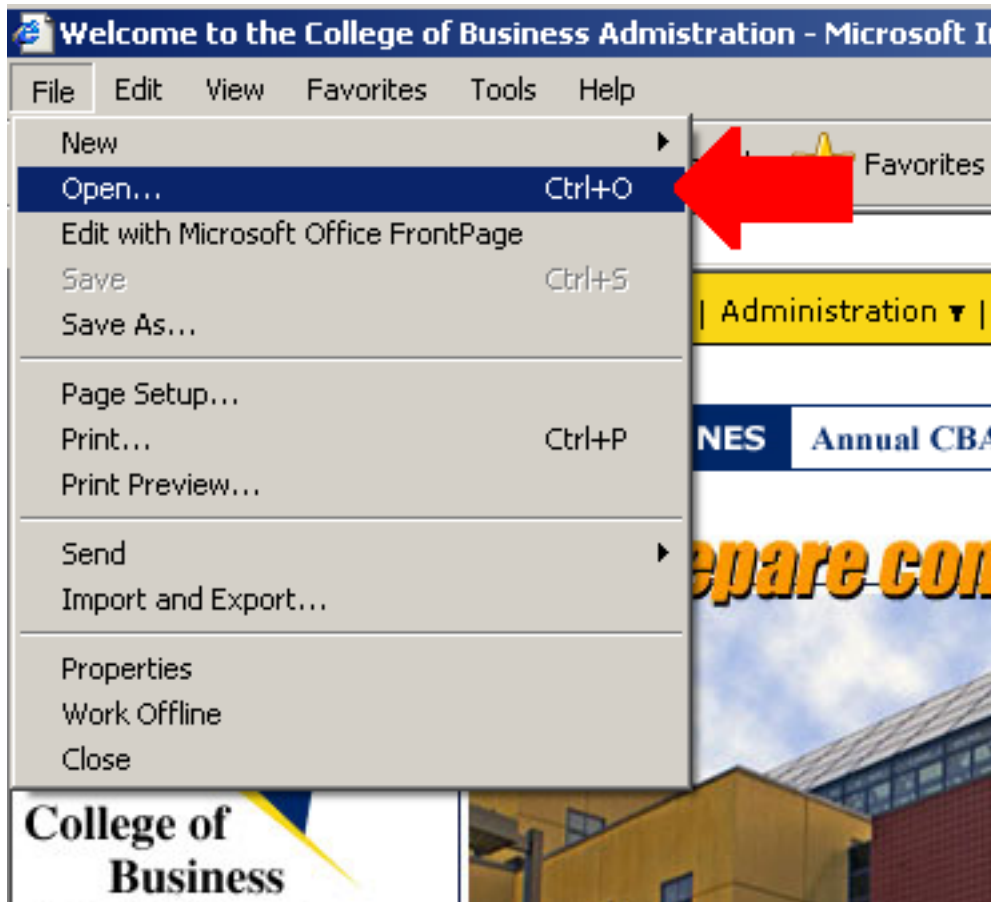 Welcome to the College of Business Admistration - Microsoft
File Edit View Favorites Tools Help
New
Open... Ctrl+O
Favorites
Edit with Microsoft Office FrontPage
Save Ctrl+S
Save As...
| Administration ▼ |
Page Setup...
Print... Ctrl+P
NES Annual CBA
Print Preview...
Send
epare com
Import and Export...
Properties
Work Offline
Close
College of
Business